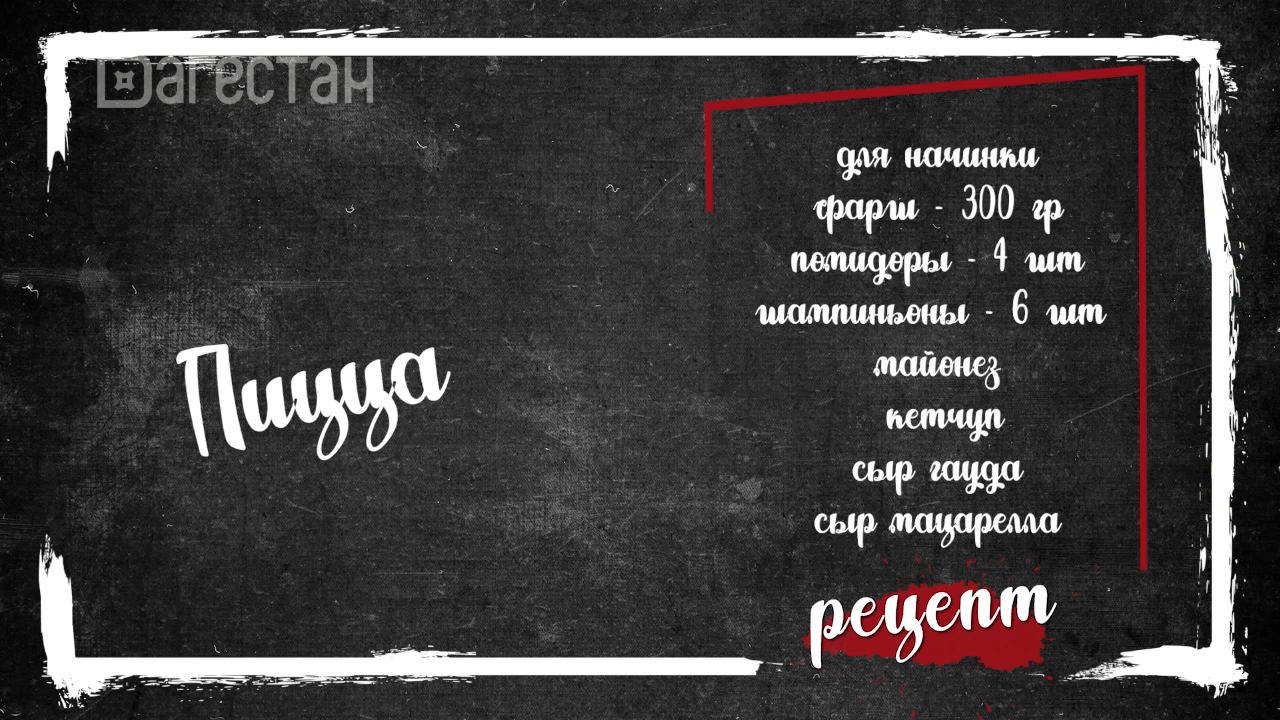 Дагестан
Пицца
для начинки
фарш - 300 гр
помидоры - 4 шт
шампиньоны - 6 шт
майонез
кетчуп
сыр гауда
сыр мацарелла
рецепт